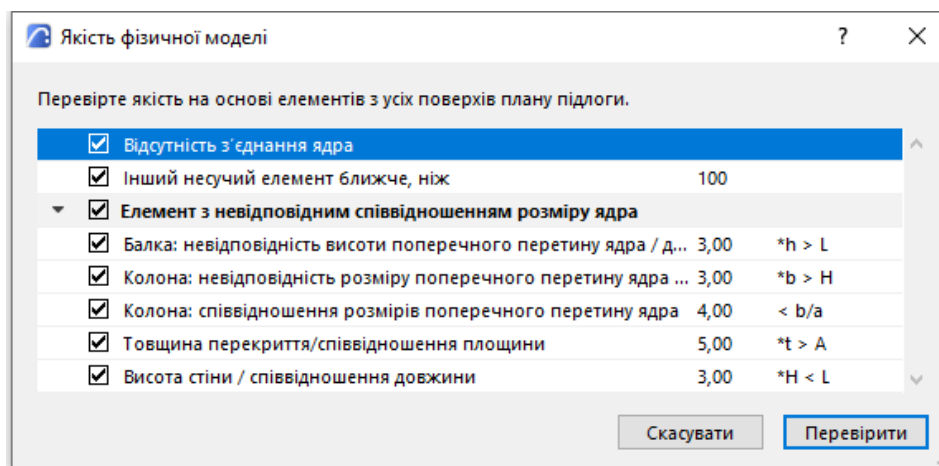 Якість фізичної моделі ?
Перевірте якість на основі елементів з усіх поверхів плану підлоги.
Відсутність з´єднання ядра
Інший несучий елемент ближче, ніж 100
Елемент з невідповідним співвідношенням розміру ядра
Балка: невідповідність висоти поперечного перетину ядра / д... 3,00 *h > L
Колона: невідповідність розміру поперечного перетину ядра ... 3,00 *b > H
Колона: співвідношення розмірів поперечного перетину ядра 4,00 < b/a
Товщина перекриття/співвідношення площини 5,00 *t > A
Висота стіни / співвідношення довжини 3,00 *H < L
Скасувати Перевірити